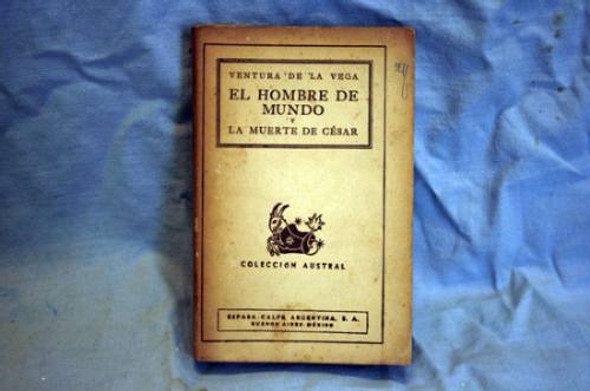 VENTURA DE LA VEGA
EL HOMBRE DE
MUNDO
Y
LA MUERTE DE CÉSAR
COLECCIÓN AUSTRAL
ESPASA-CALPE ARGENTINA, S. A.
BUENOS AIRES-MÉXICO